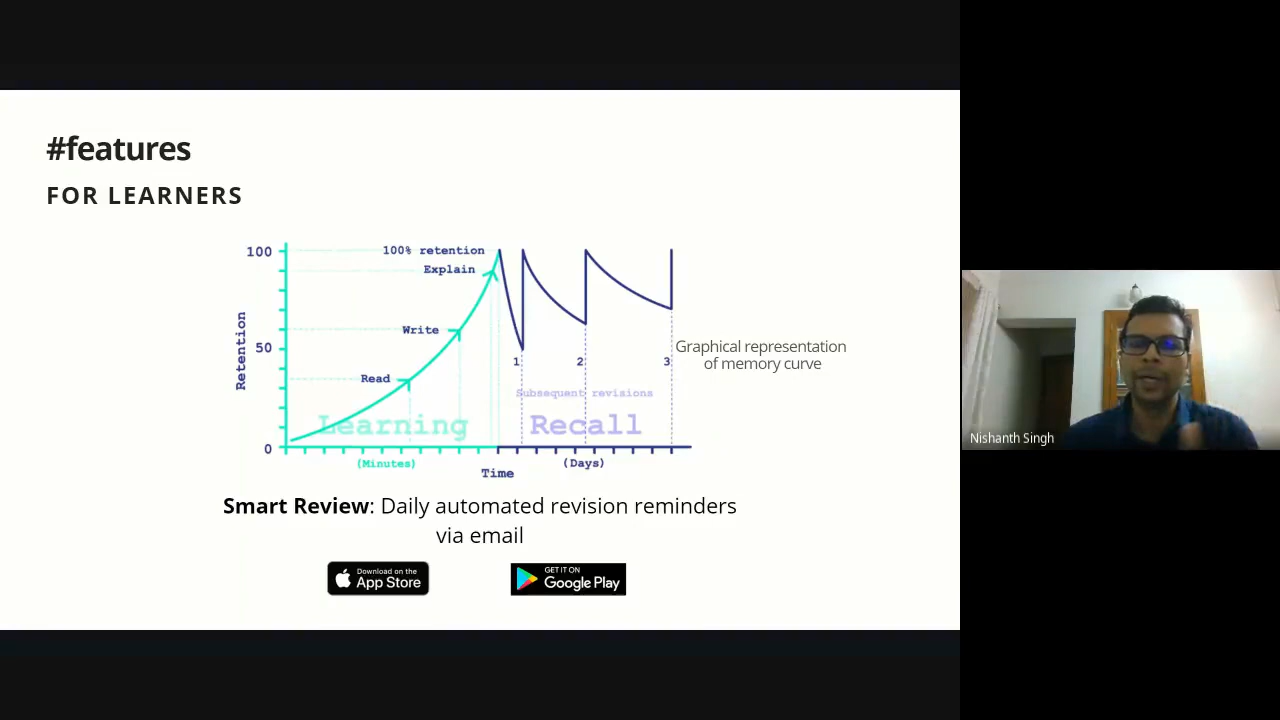 #features
FOR LEARNERS
100
100% retention
Explain
Write
50
Retention
Read
0
Learning
(Minutes)
Time
1
2
3
Subsequent revisions
Recall
(Days)
Graphical representation
of memory curve
Smart Review: Daily automated revision reminders
via email
Download on the
App Store
GET IT ON
Google Play
Nishanth Singh